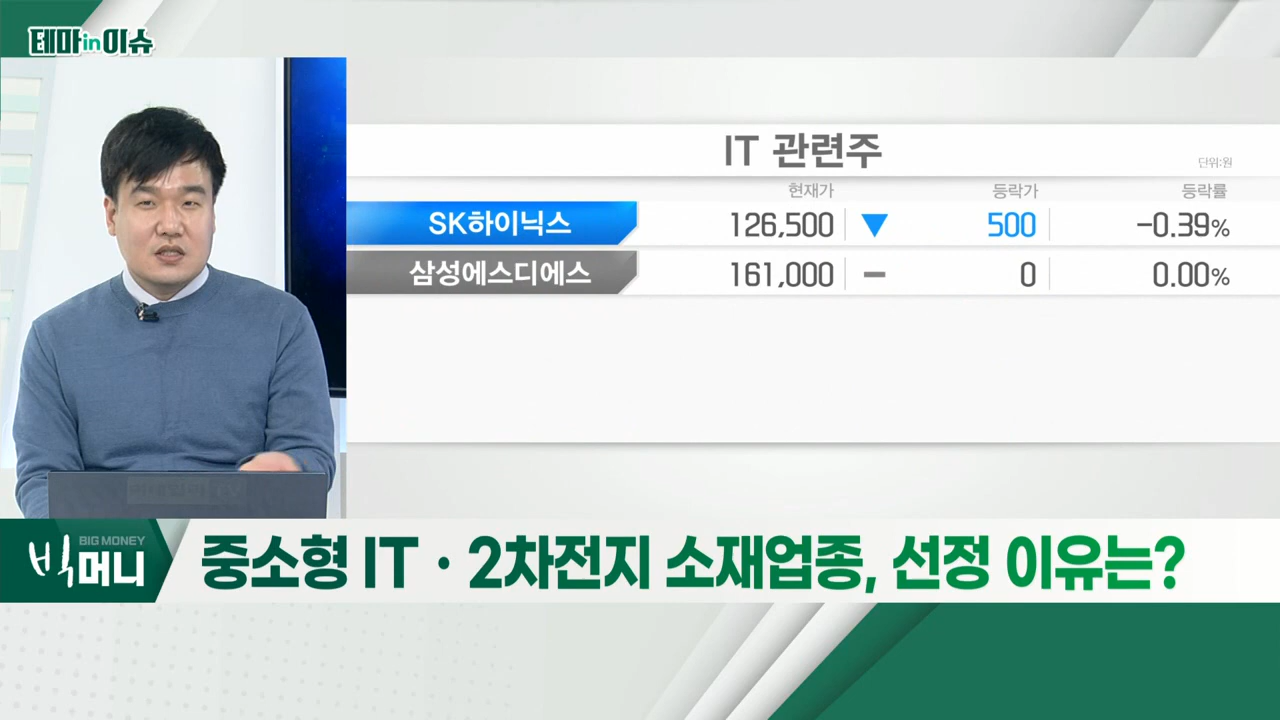 테마in이슈
IT 관련주
단위:원
현재가 등락가 등락률
SK하이닉스 126,500 ▼ 500 -0.39%
삼성에스디에스 161,000 - 0 0.00%
BIG MONEY
빅머니
중소형 IT · 2차전지 소재업종, 선정 이유는?